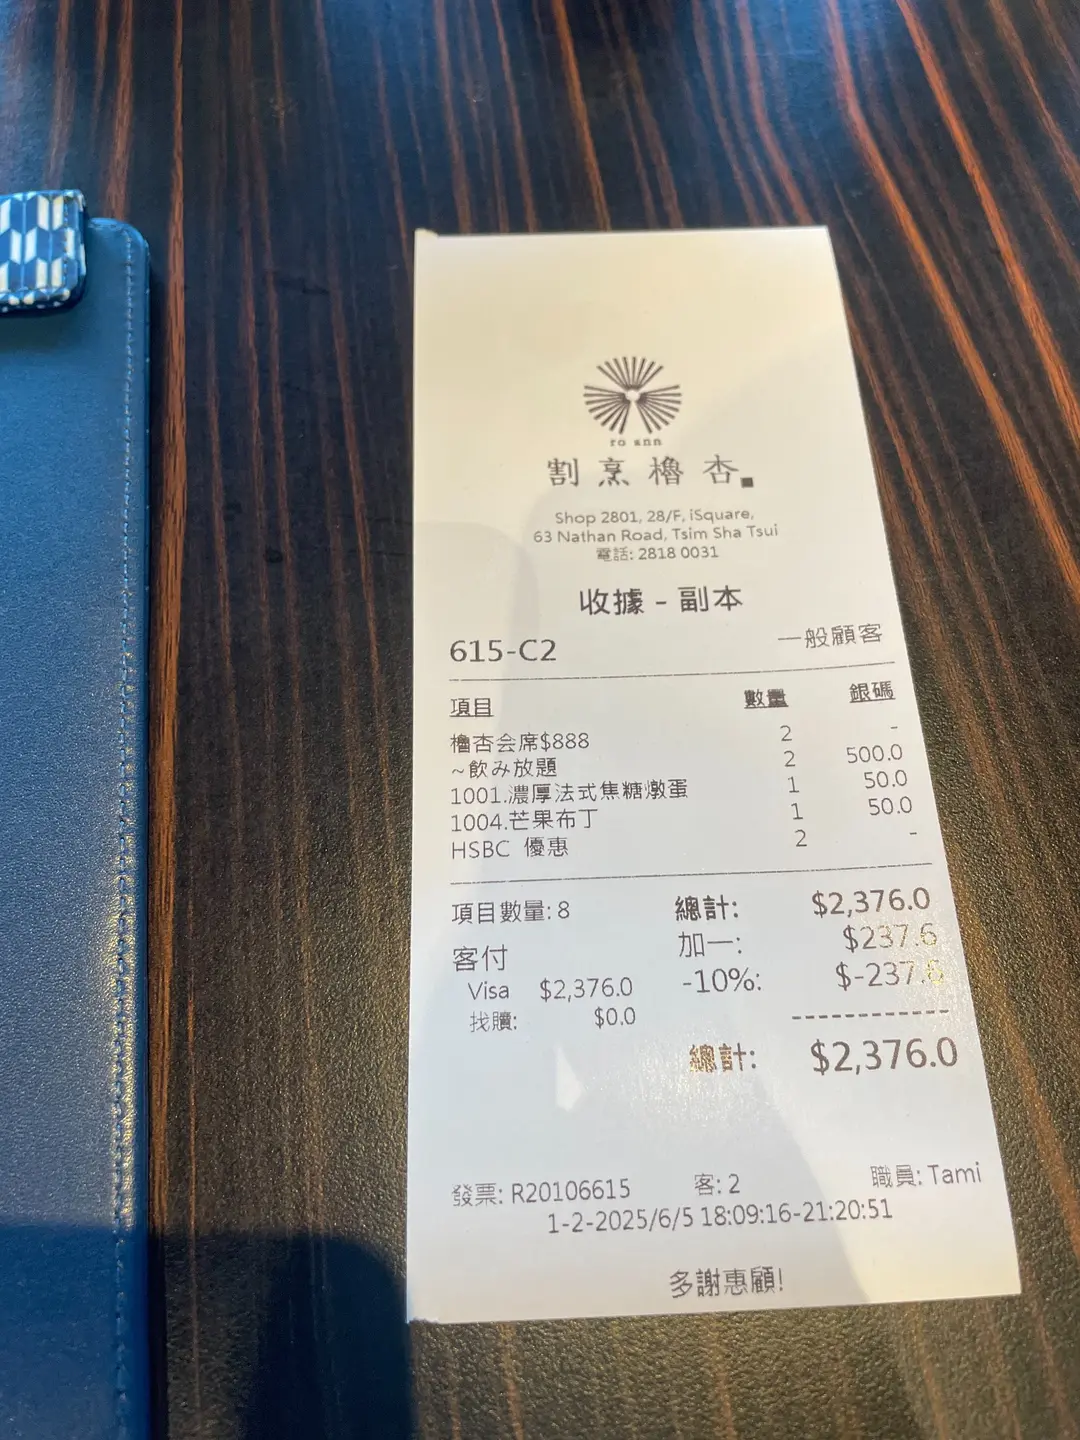 ro ann
割烹櫓杏
Shop 2801, 28/F, iSquare,
63 Nathan Road, Tsim Sha Tsui
電話: 2818 0031
收據 - 副本
615-C2 一般顧客
項目 數量 銀碼
櫓杏会席$888 2 -
~飲み放題 2 500.0
1001.濃厚法式焦糖燉蛋 1 50.0
1004.芒果布丁 1 50.0
HSBC 優惠 2 -
項目數量: 8 總計: $2,376.0
客付 加一: $237.6
Visa $2,376.0 -10%: $-237.6
找贖: $0.0
總計: $2,376.0
發票: R20106615 客: 2 職員: Tami
1-2-2025/6/5 18:09:16-21:20:51
多謝惠顧!